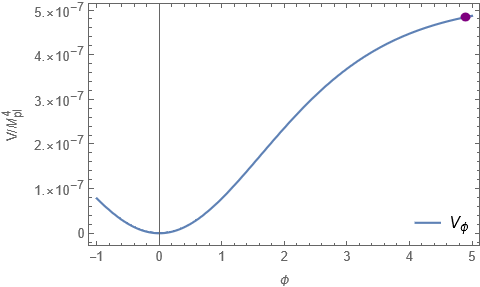 5.×10⁻⁷
4.×10⁻⁷
3.×10⁻⁷
2.×10⁻⁷
1.×10⁻⁷
0
V/M⁴pl
−1 0 1 2 3 4 5
ϕ
Vϕ